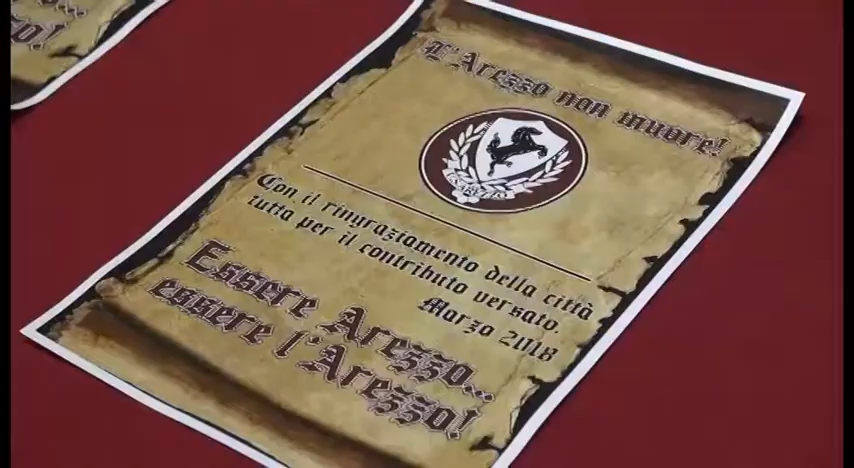 L'Arezzo non muore!
Con il ringraziamento della città
tutta per il contributo versato.
Marzo 2018
Essere Arezzo...
essere l'Arezzo!